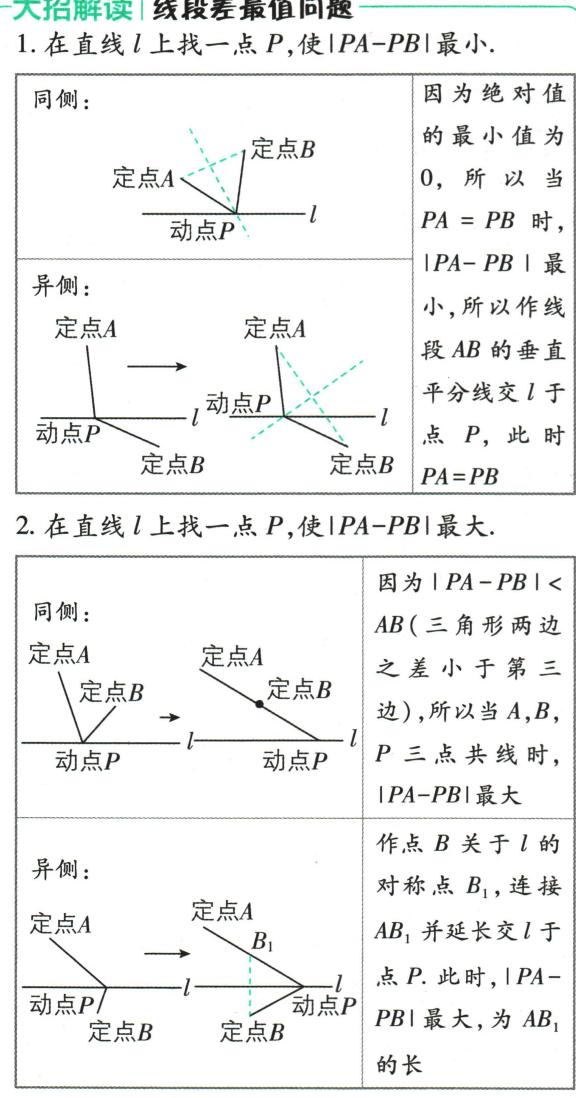 大招解读|线段差最值问题
1. 在直线 l 上找一点 P,使|PA-PB|最小.
同侧:
定点B
定点A
l
动点P
异侧:
定点A
定点A
l
动点P
l
动点P
定点B
定点B
因为绝对值
的最小值为
0, 所以当
PA = PB 时,
|PA-PB|最
小,所以作线
段 AB 的垂直
平分线交 l 于
点 P, 此时
PA=PB
2. 在直线 l 上找一点 P,使|PA-PB|最大.
同侧:
定点A
定点B
l
动点P
定点A
定点B
l
动点P
因为|PA-PB|<
AB(三角形两边
之差小于第三
边),所以当 A,B,
P 三点共线时,
|PA-PB|最大
异侧:
定点A
l
动点P
定点B
定点A
B₁
l
动点P
定点B
作点 B 关于 l 的
对称点 B₁,连接
AB₁ 并延长交 l 于
点 P. 此时,|PA-
PB|最大,为 AB₁
的长